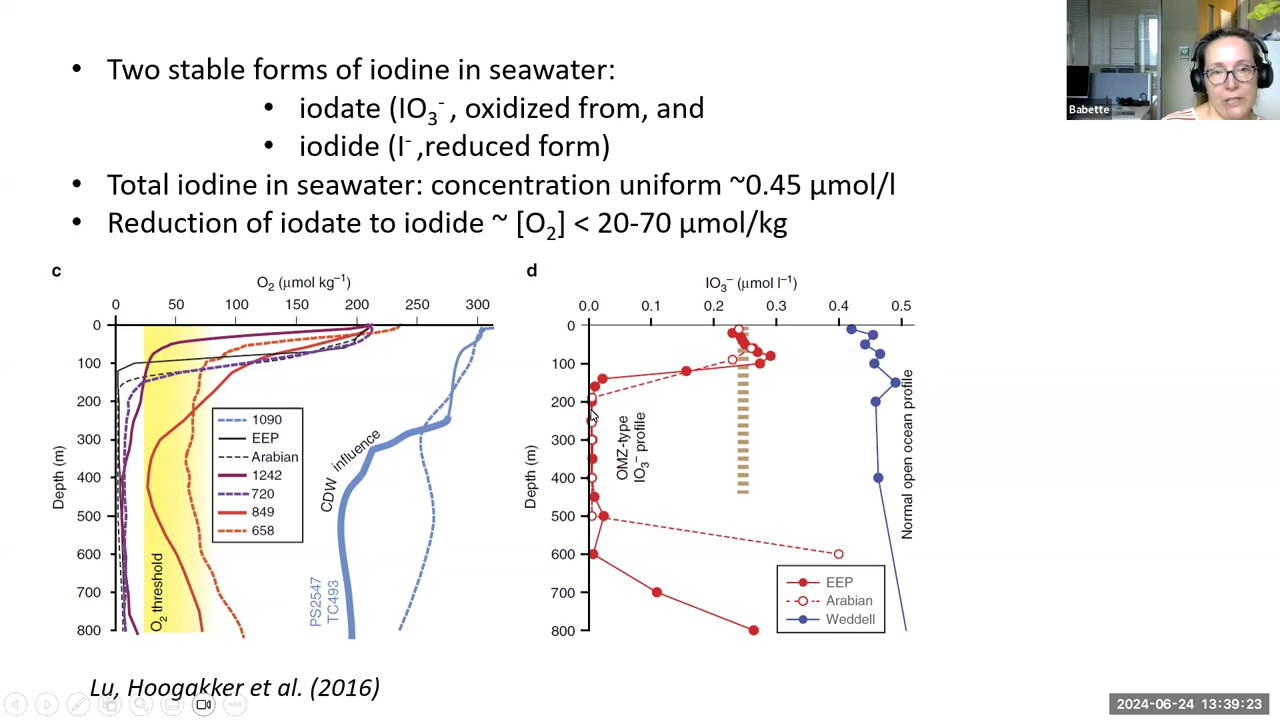 • Two stable forms of iodine in seawater:
• iodate (IO₃⁻, oxidized from, and
• iodide (I⁻,reduced form)
• Total iodine in seawater: concentration uniform ~0.45 μmol/l
• Reduction of iodate to iodide ~ [O₂] < 20-70 μmol/kg
Babette
c
O₂ (μmol kg⁻¹)
0 50 100 150 200 250 300
Depth (m)
0
100
200
300
400
500
600
700
800
O₂ threshold
1090
EEP
Arabian
1242
720
849
658
CDW influence
PS2547
TC493
d
IO₃⁻ (μmol l⁻¹)
0.0 0.1 0.2 0.3 0.4 0.5
Depth (m)
0
100
200
300
400
500
600
700
800
OMZ-type
IO₃⁻ profile
Normal open ocean profile
EEP
Arabian
Weddell
Lu, Hoogakker et al. (2016)
2024-06-24 13:39:23